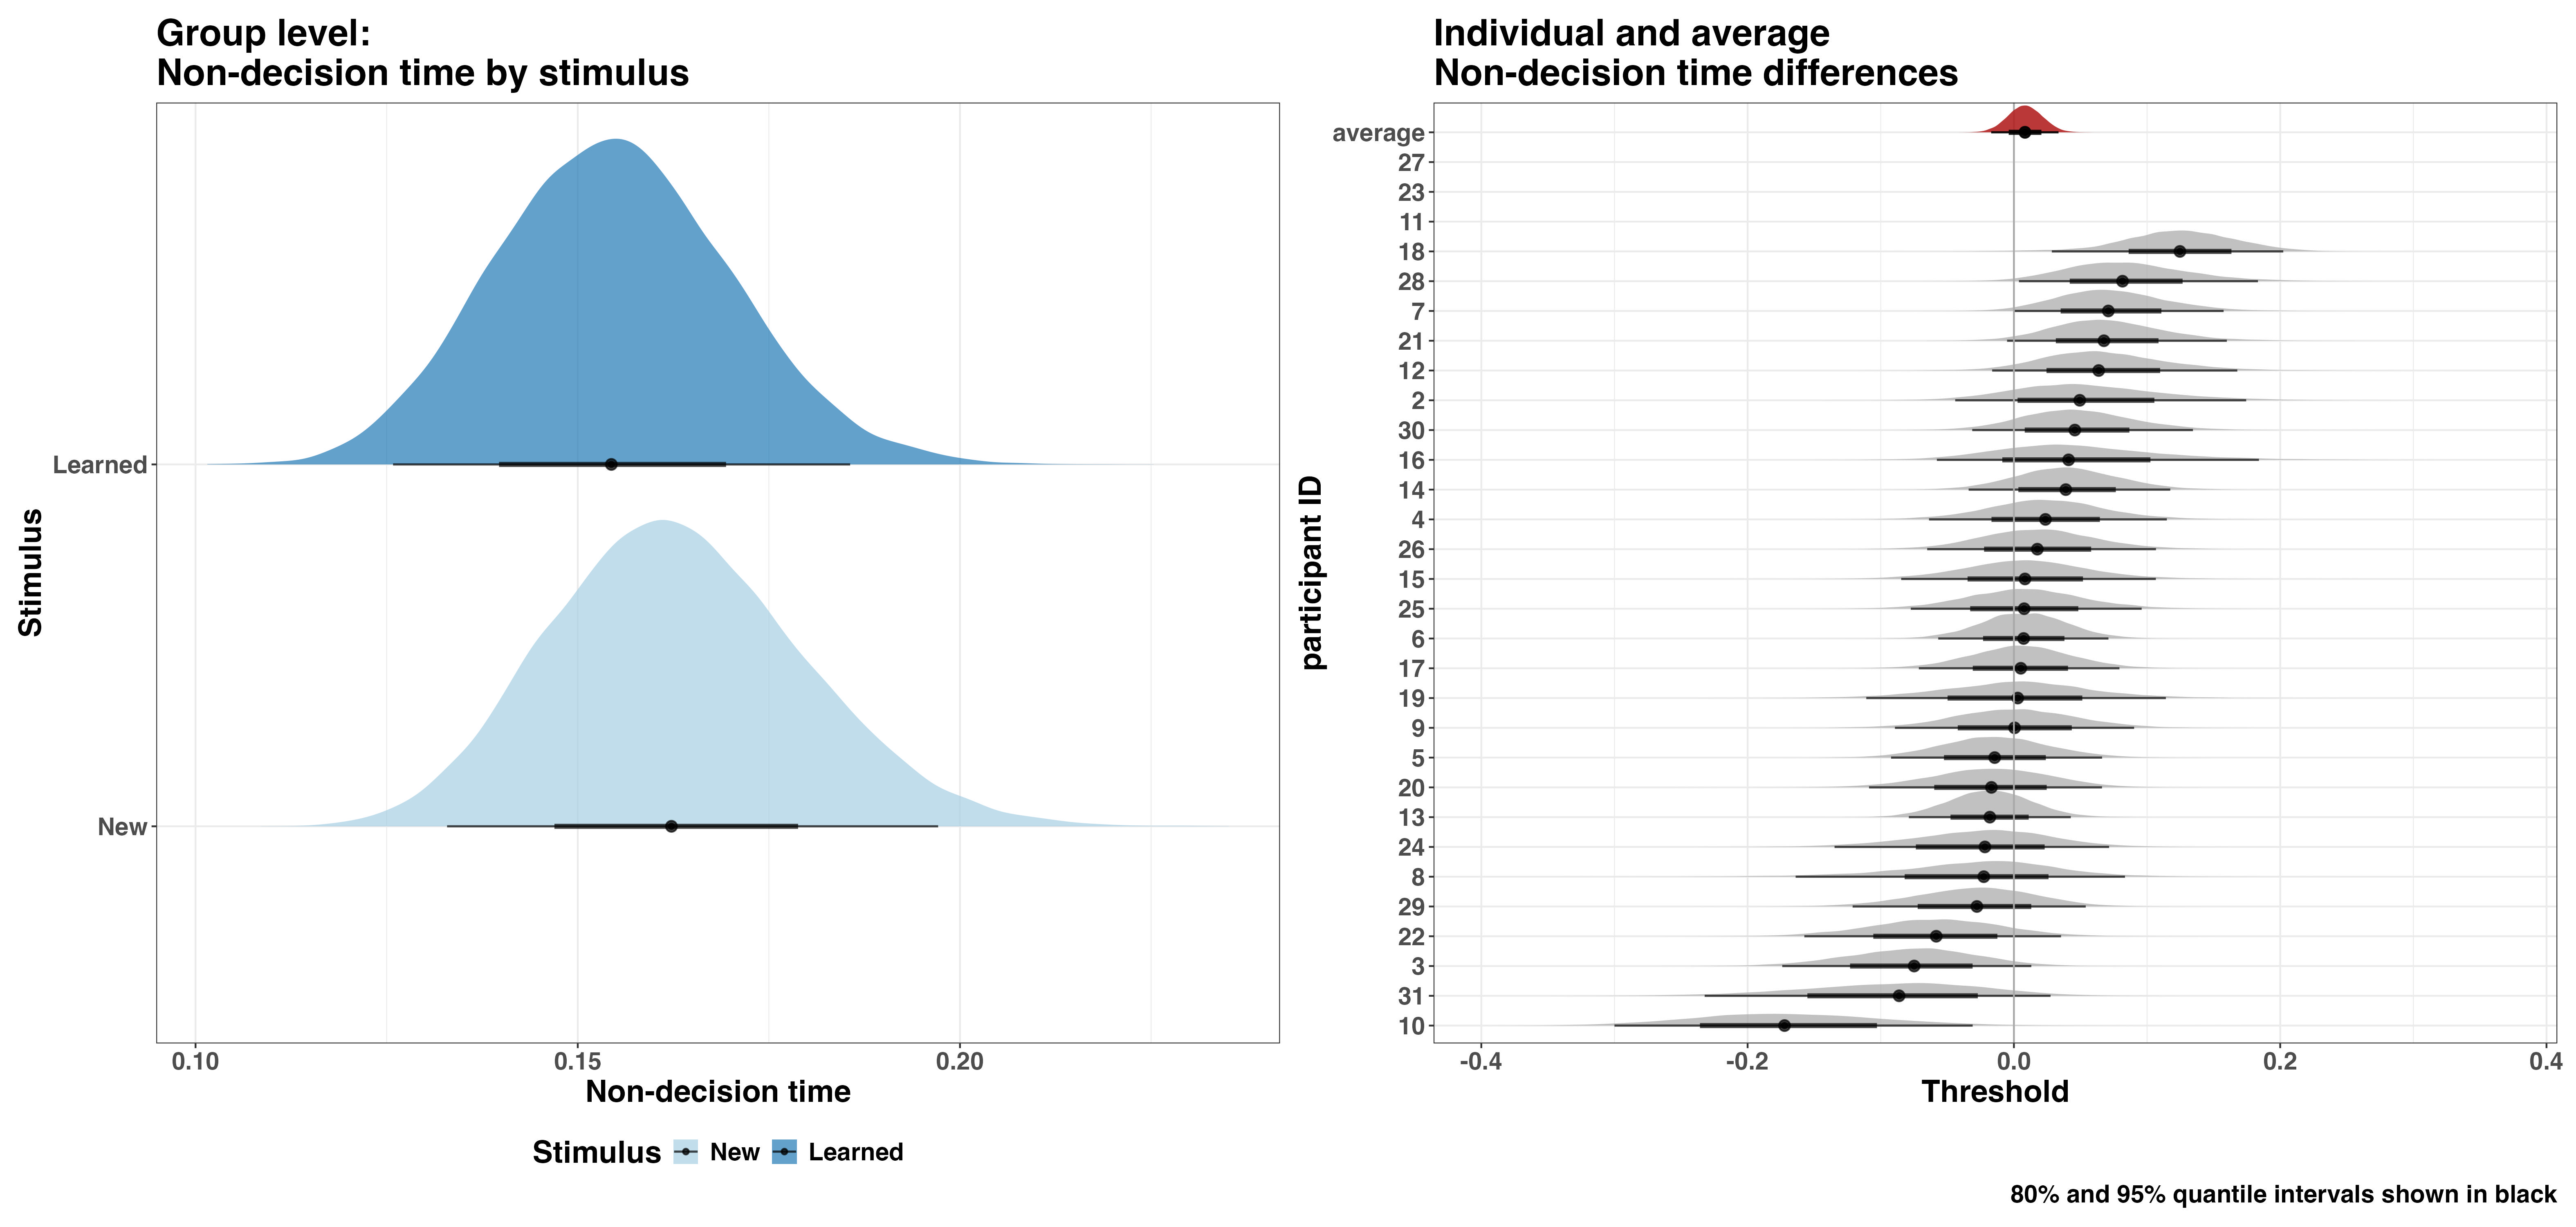 Group level:
Non-decision time by stimulus
Stimulus
Learned
New
0.10 0.15 0.20
Non-decision time
Stimulus New Learned
Individual and average
Non-decision time differences
participant ID
average
27
23
11
18
28
7
21
12
2
30
16
14
4
26
15
25
6
17
19
9
5
20
13
24
8
29
22
3
31
10
-0.4 -0.2 0.0 0.2 0.4
Threshold
80% and 95% quantile intervals shown in black